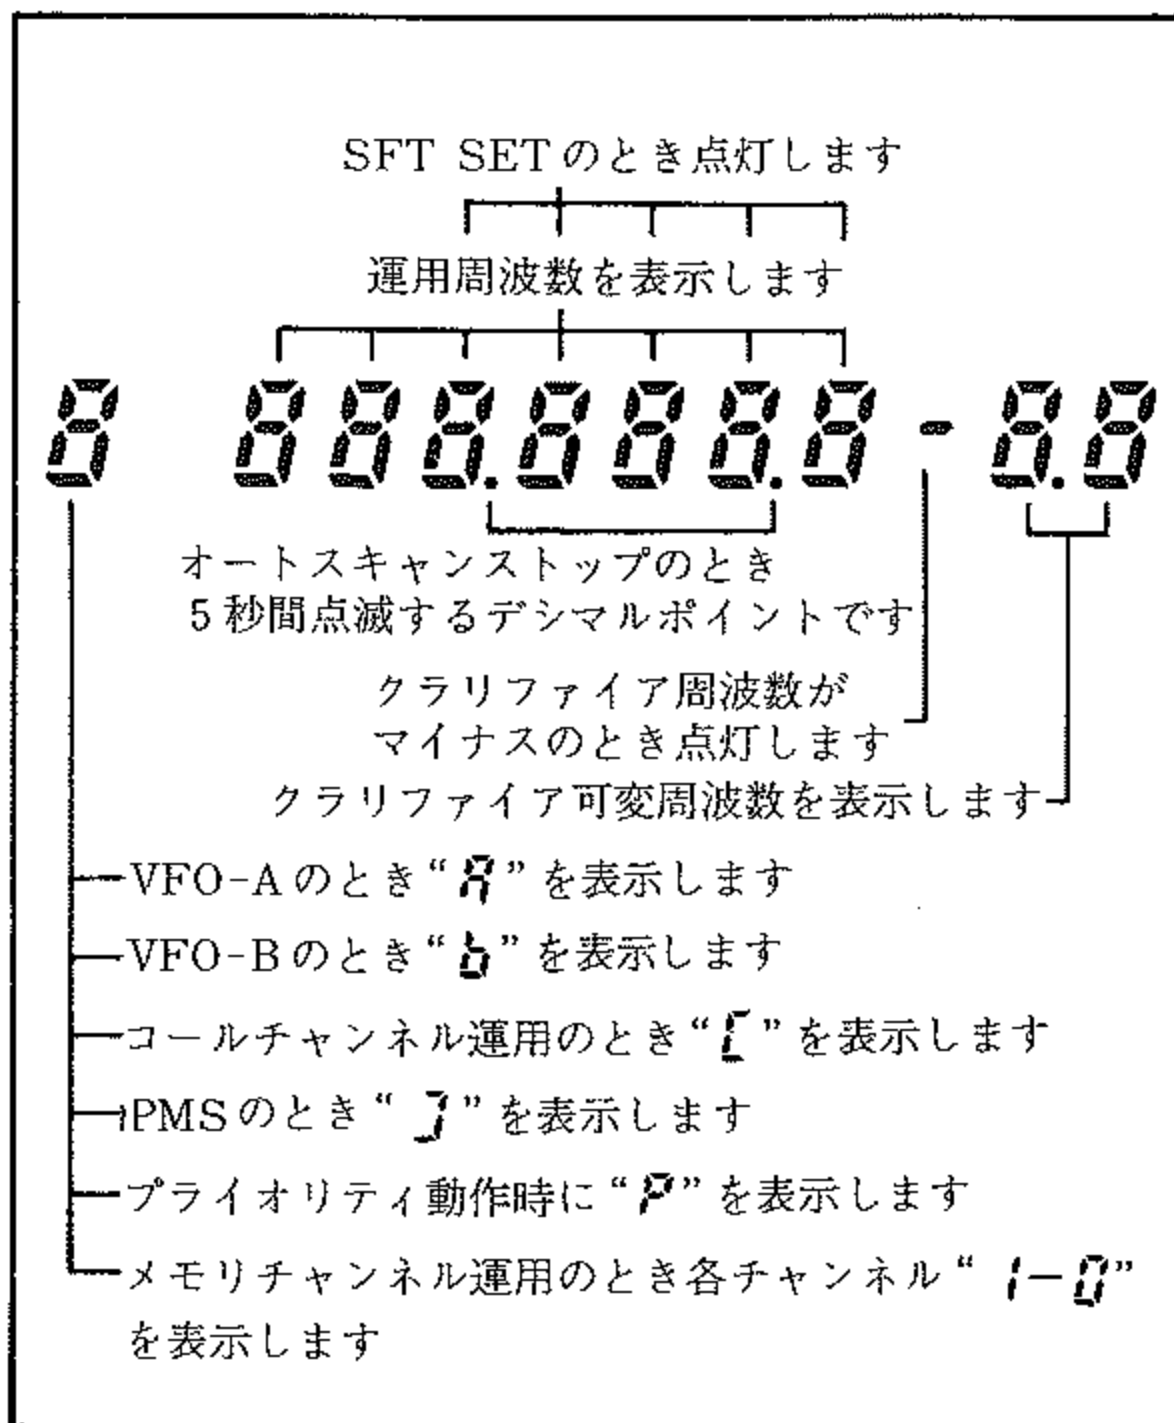 SFT SETのとき点灯します
運用周波数を表示します
8 888.888.8-8.8
オートスキャンストップのとき
5秒間点滅するデシマルポイントです
クラリファイア周波数が
マイナスのとき点灯します
クラリファイア可変周波数を表示します
VFO-Aのとき“A”を表示します
VFO-Bのとき“b”を表示します
コールチャンネル運用のとき“[”を表示します
PMSのとき“]”を表示します
プライオリティ動作時に“P”を表示します
メモリチャンネル運用のとき各チャンネル“1-0”
を表示します